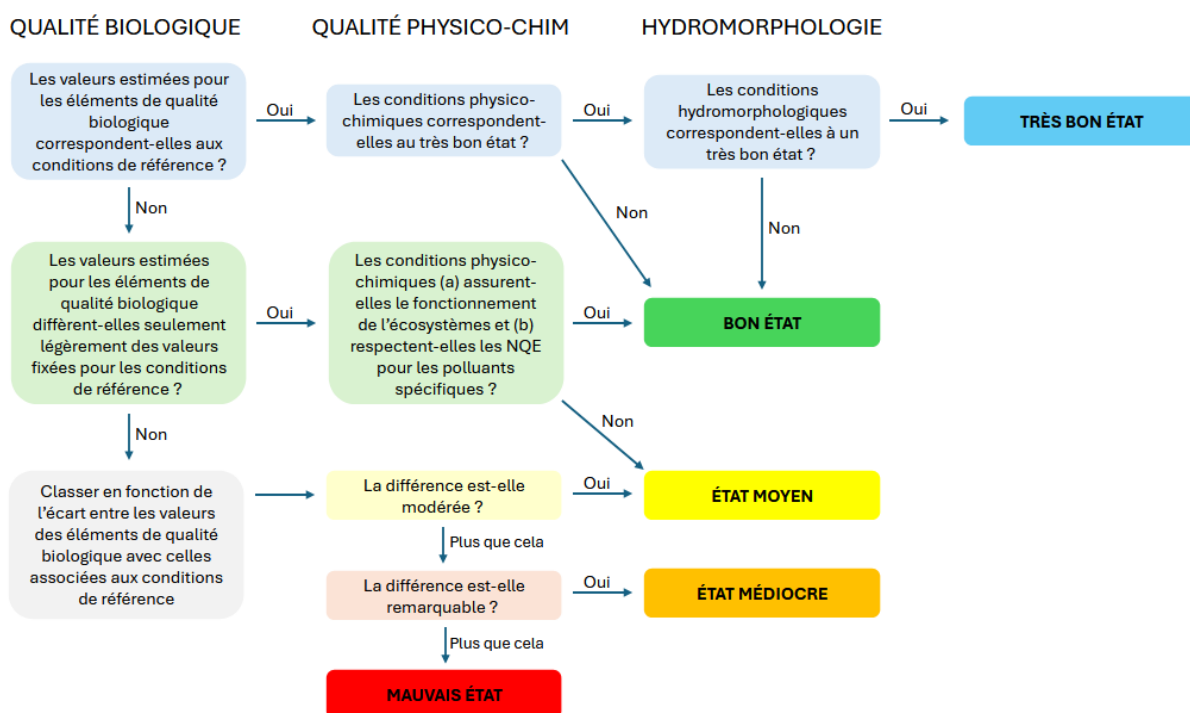 QUALITÉ BIOLOGIQUE
QUALITÉ PHYSICO-CHIM
HYDROMORPHOLOGIE
Les valeurs estimées pour
les éléments de qualité
biologique
correspondent-elles aux
conditions de référence ?
Oui
Les conditions physico-
chimiques correspondent-
elles au très bon état ?
Oui
Les conditions
hydromorphologiques
correspondent-elles à un
très bon état ?
Oui
TRÈS BON ÉTAT
Non
Non
Non
Les valeurs estimées
pour les éléments de
qualité biologique
diffèrent-elles seulement
légèrement des valeurs
fixées pour les conditions
de référence ?
Oui
Les conditions physico-
chimiques (a) assurent-
elles le fonctionnement
de l'écosystèmes et (b)
respectent-elles les NQE
pour les polluants
spécifiques ?
Oui
BON ÉTAT
Non
Non
Classer en fonction de
l'écart entre les valeurs
des éléments de qualité
biologique avec celles
associées aux conditions
de référence
La différence est-elle
modérée ?
Oui
ÉTAT MOYEN
Plus que cela
La différence est-elle
remarquable ?
Oui
ÉTAT MÉDIOCRE
Plus que cela
MAUVAIS ÉTAT